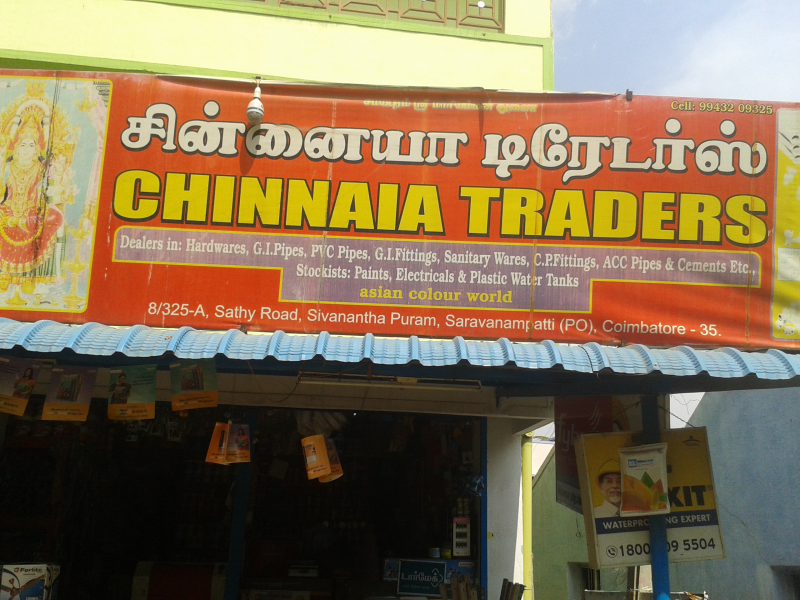 Cell: 99432 09325
சின்னையா டிரேடர்ஸ்
CHINNAIA TRADERS
Dealers in: Hardwares, G.I.Pipes, PVC Pipes, G.I.Fittings, Sanitary Wares, C.P.Fittings, ACC Pipes & Cements Etc.,
Stockists: Paints, Electricals & Plastic Water Tanks
asian colour world
8/325-A, Sathy Road, Sivanantha Puram, Saravanampatti (PO), Coimbatore - 35.
KIT
WATERPROOFING EXPERT
5504